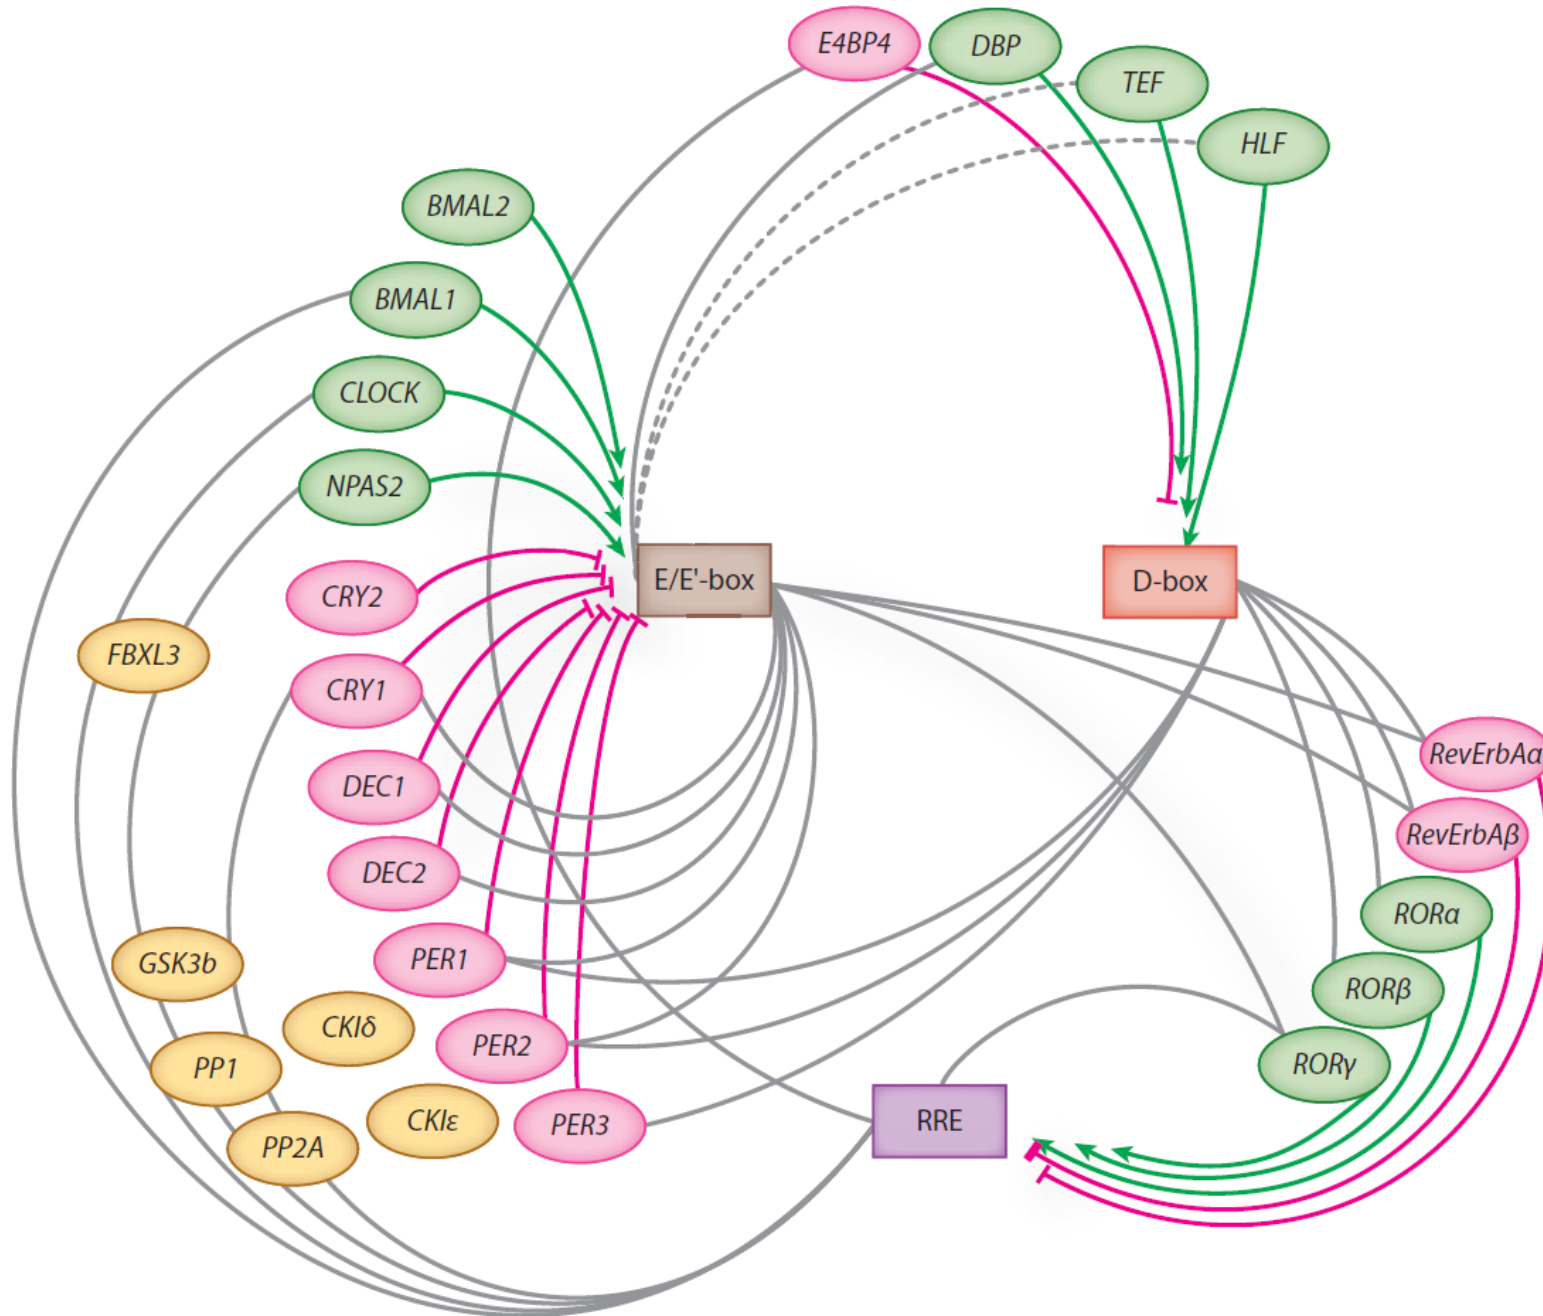 E4BP4
DBP
TEF
HLF
BMAL2
BMAL1
CLOCK
NPAS2
CRY2
E/E'-box
D-box
FBXL3
CRY1
RevErbAα
DEC1
RevErbAβ
DEC2
RORα
PER1
GSK3b
RORβ
CKIδ
PER2
RORγ
PP1
CKIε
PER3
RRE
PP2A